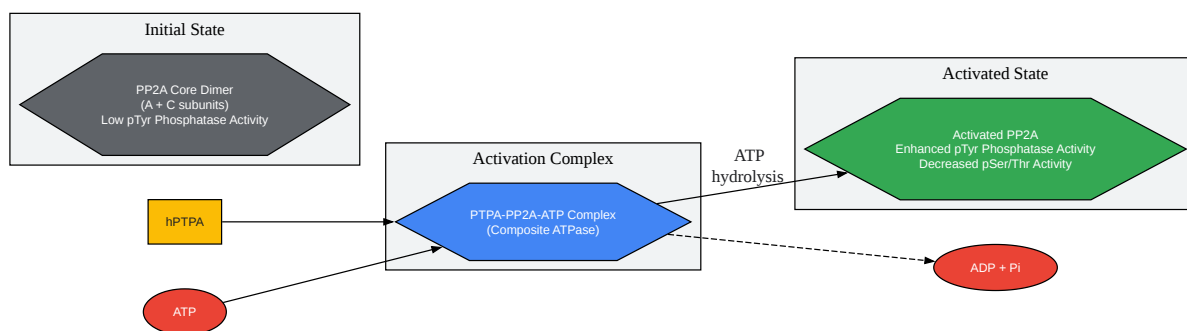 Initial State
PP2A Core Dimer
(A + C subunits)
Low pTyr Phosphatase Activity
hPTPA
ATP
Activation Complex
PTPA-PP2A-ATP Complex
(Composite ATPase)
ATP
hydrolysis
Activated State
Activated PP2A
Enhanced pTyr Phosphatase Activity
Decreased pSer/Thr Activity
ADP + Pi